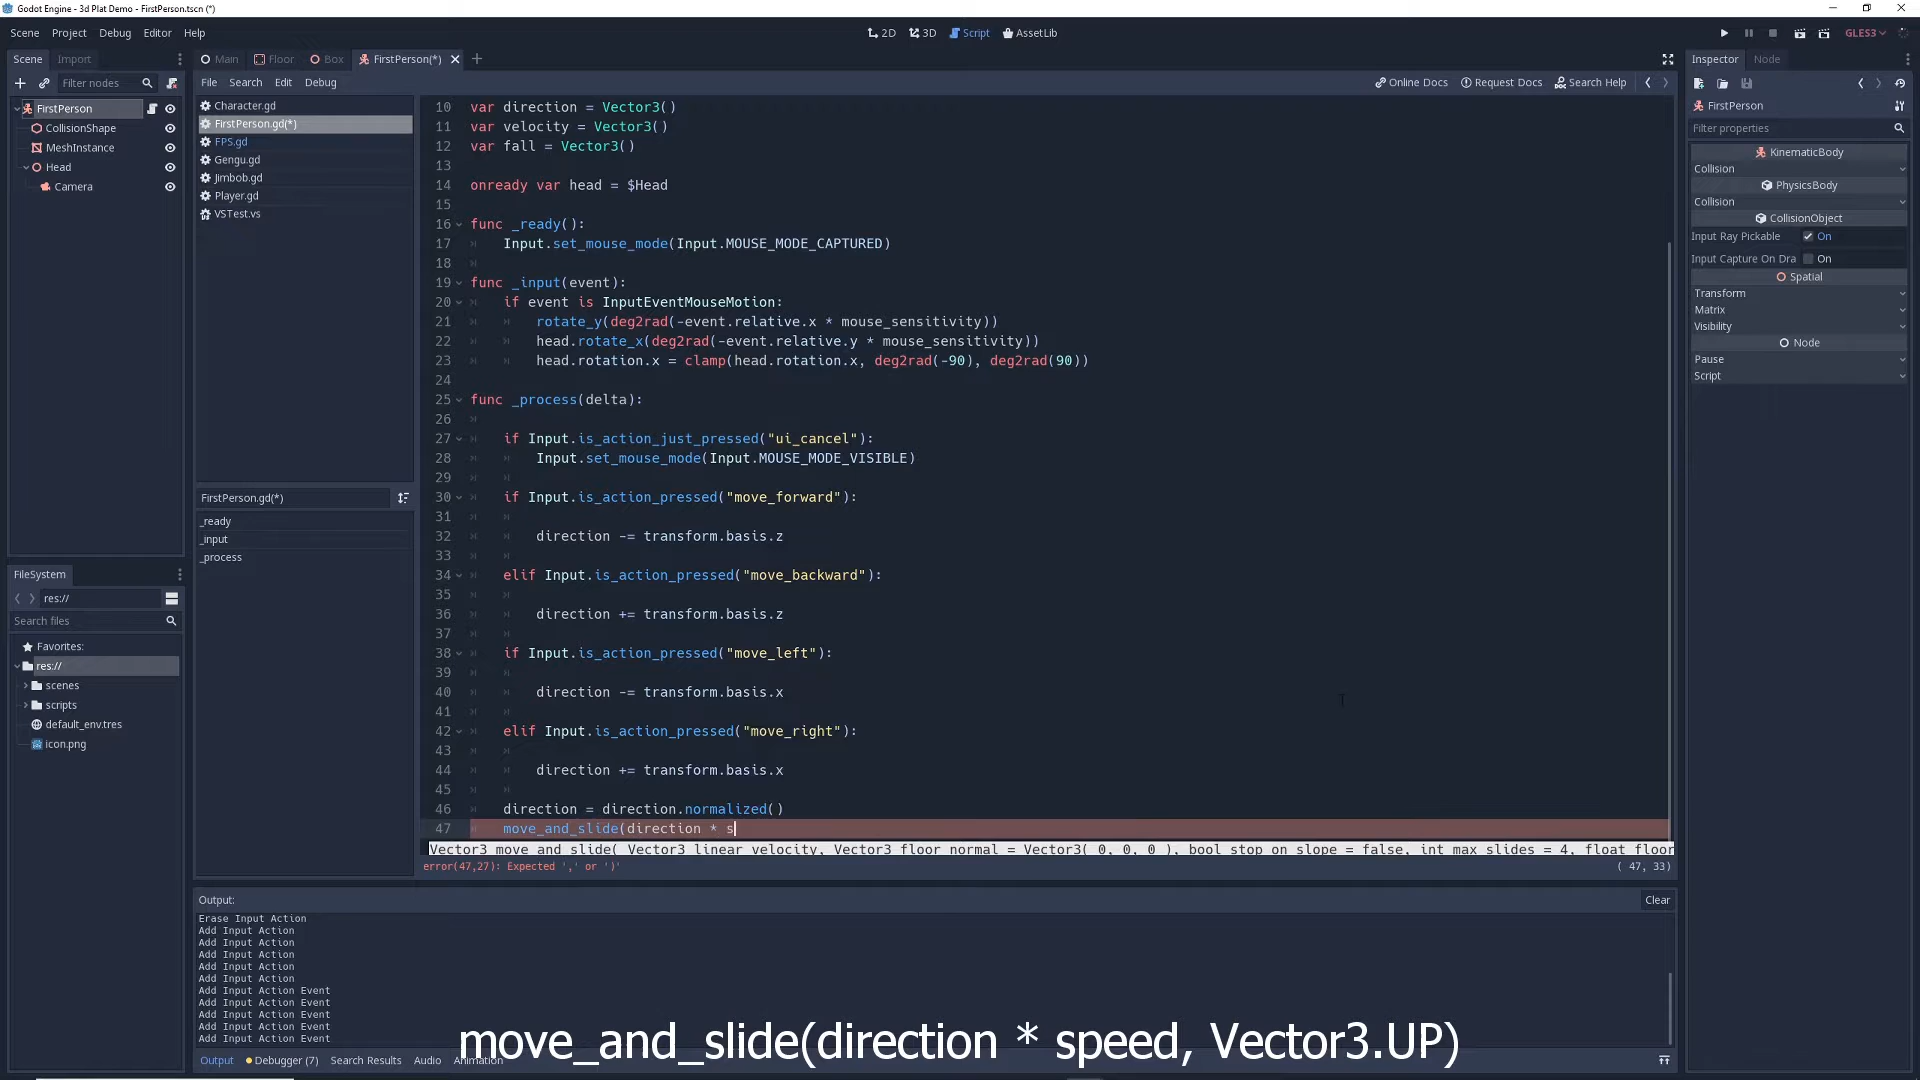 Godot Engine - 3d Plat Demo - FirstPerson.tscn (*)
Scene Project Debug Editor Help
2D 3D Script AssetLib
GLES3
Scene Import
Filter nodes
FirstPerson
CollisionShape
MeshInstance
Head
Camera
FileSystem
res://
Search files
Favorites:
res://
scenes
scripts
default_env.tres
icon.png
Main Floor Box FirstPerson(*)
File Search Edit Debug
Online Docs Request Docs Search Help
Character.gd
FirstPerson.gd(*)
FPS.gd
Gengu.gd
Jimbob.gd
Player.gd
VSTest.vs
FirstPerson.gd(*)
_ready
_input
_process
10 var direction = Vector3()
11 var velocity = Vector3()
12 var fall = Vector3()
13
14 onready var head = $Head
15
16 func _ready():
17 Input.set_mouse_mode(Input.MOUSE_MODE_CAPTURED)
18
19 func _input(event):
20 if event is InputEventMouseMotion:
21 rotate_y(deg2rad(-event.relative.x * mouse_sensitivity))
22 head.rotate_x(deg2rad(-event.relative.y * mouse_sensitivity))
23 head.rotation.x = clamp(head.rotation.x, deg2rad(-90), deg2rad(90))
24
25 func _process(delta):
26
27 if Input.is_action_just_pressed("ui_cancel"):
28 Input.set_mouse_mode(Input.MOUSE_MODE_VISIBLE)
29
30 if Input.is_action_pressed("move_forward"):
31
32 direction -= transform.basis.z
33
34 elif Input.is_action_pressed("move_backward"):
35
36 direction += transform.basis.z
37
38 if Input.is_action_pressed("move_left"):
39
40 direction -= transform.basis.x
41
42 elif Input.is_action_pressed("move_right"):
43
44 direction += transform.basis.x
45
46 direction = direction.normalized()
47 move_and_slide(direction * s
Vector3 move_and_slide( Vector3 linear_velocity, Vector3 floor_normal = Vector3( 0, 0, 0 ), bool stop_on_slope = false, int max_slides = 4, float floor
error(47,27): Expected ',' or ')'
( 47, 33)
Output:
Clear
Erase Input Action
Add Input Action
Add Input Action
Add Input Action
Add Input Action
Add Input Action
Add Input Action Event
Add Input Action Event
Add Input Action Event
Add Input Action Event
Add Input Action Event
Output Debugger (7) Search Results Audio Animation
Inspector Node
FirstPerson
Filter properties
KinematicBody
Collision
PhysicsBody
Collision
CollisionObject
Input Ray Pickable On
Input Capture On Dra On
Spatial
Transform
Matrix
Visibility
Node
Pause
Script
move_and_slide(direction * speed, Vector3.UP)